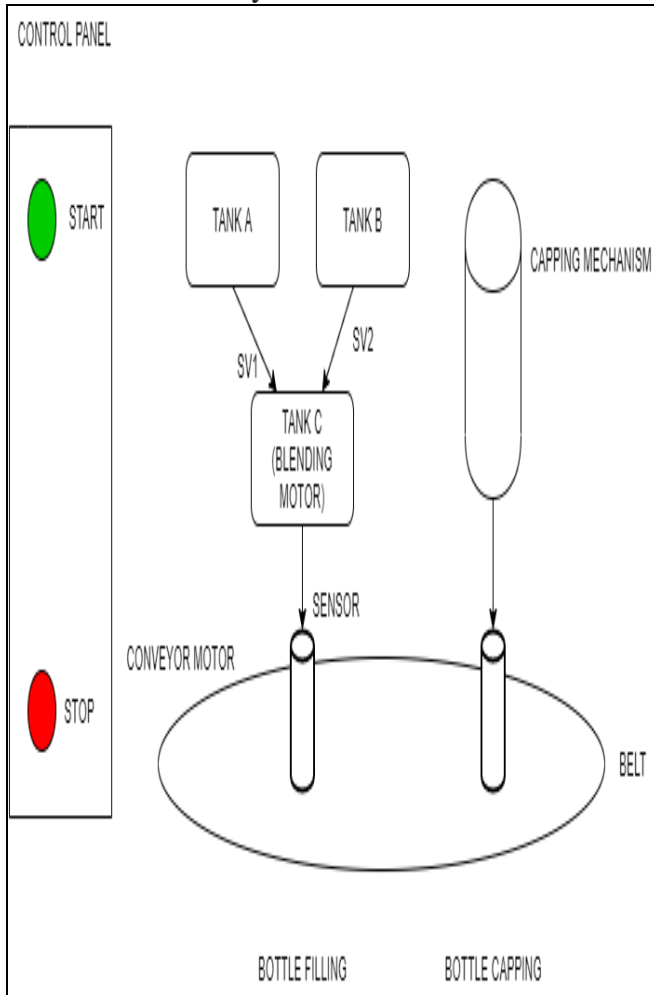 CONTROL PANEL
START
TANK A
TANK B
CAPPING MECHANISM
SV1
SV2
TANK C
(BLENDING
MOTOR)
SENSOR
CONVEYOR MOTOR
STOP
BELT
BOTTLE FILLING
BOTTLE CAPPING